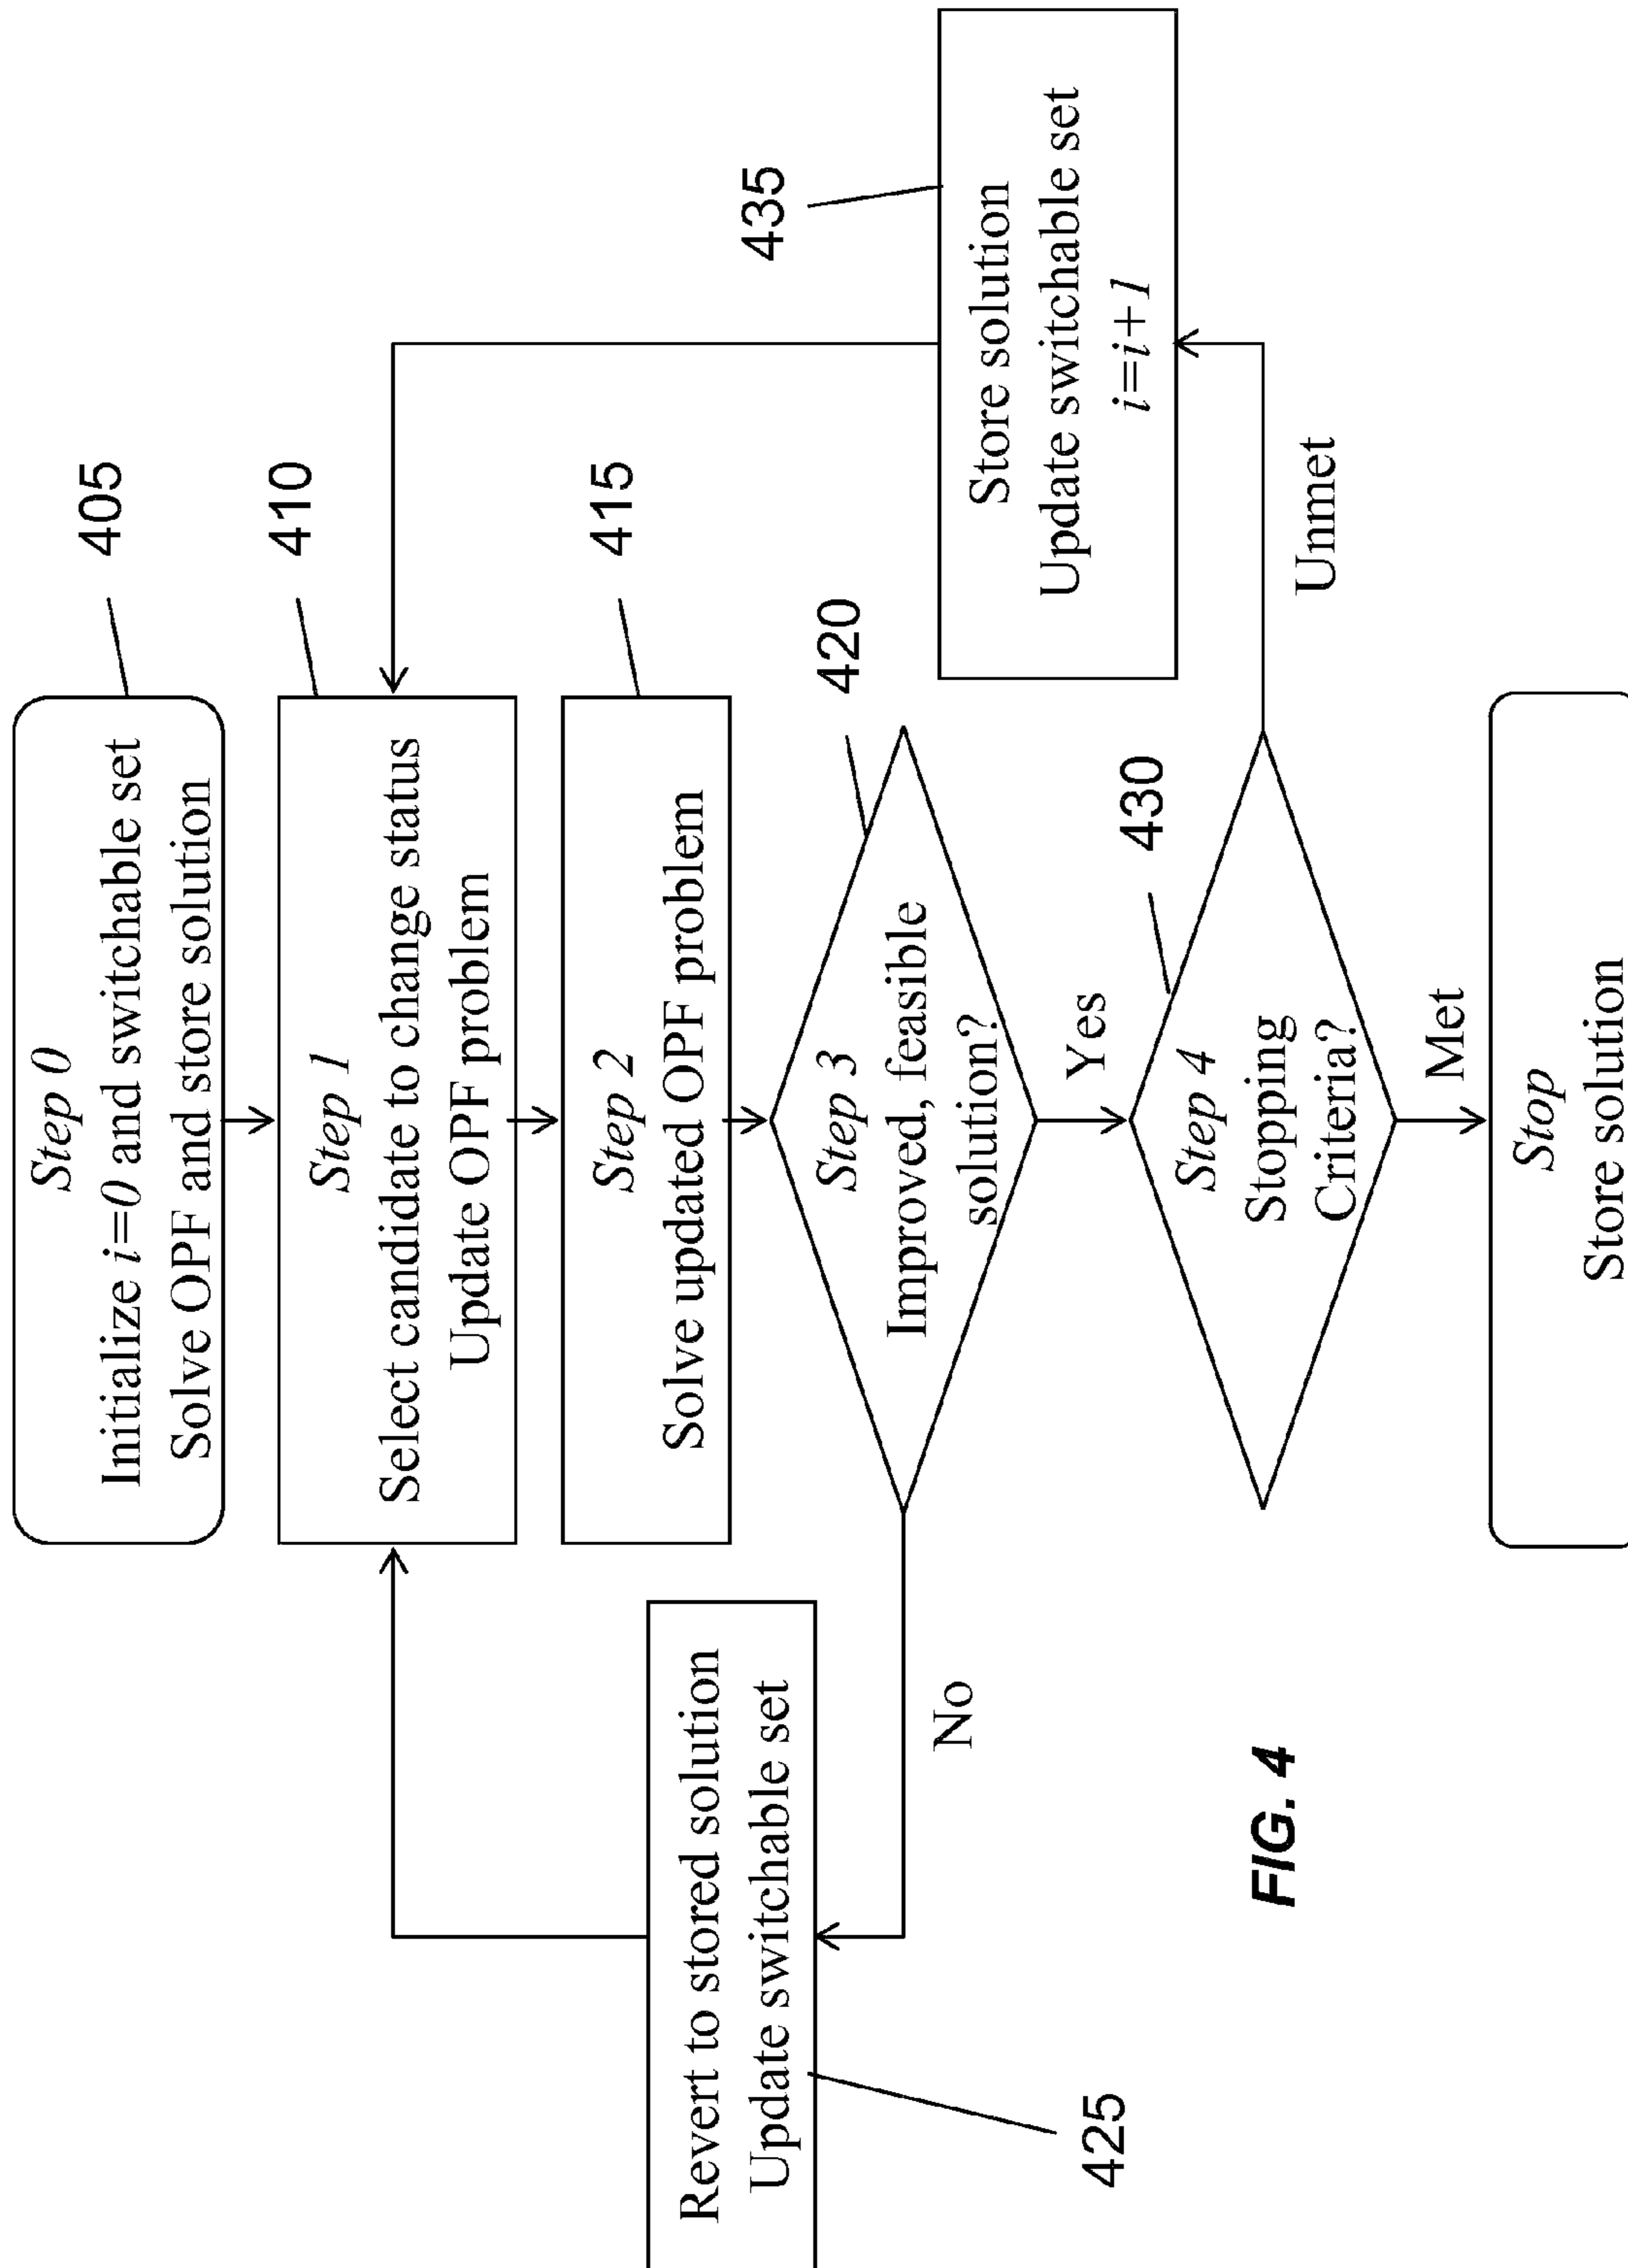 Step 0
Initialize i=0 and switchable set
Solve OPF and store solution
405
Step 1
Select candidate to change status
Update OPF problem
410
Step 2
Solve updated OPF problem
415
Step 3
Improved, feasible
solution?
420
No
Revert to stored solution
Update switchable set
425
Yes
Step 4
Stopping
Criteria?
430
Unmet
Store solution
Update switchable set
i=i+1
435
Met
Stop
Store solution
FIG. 4